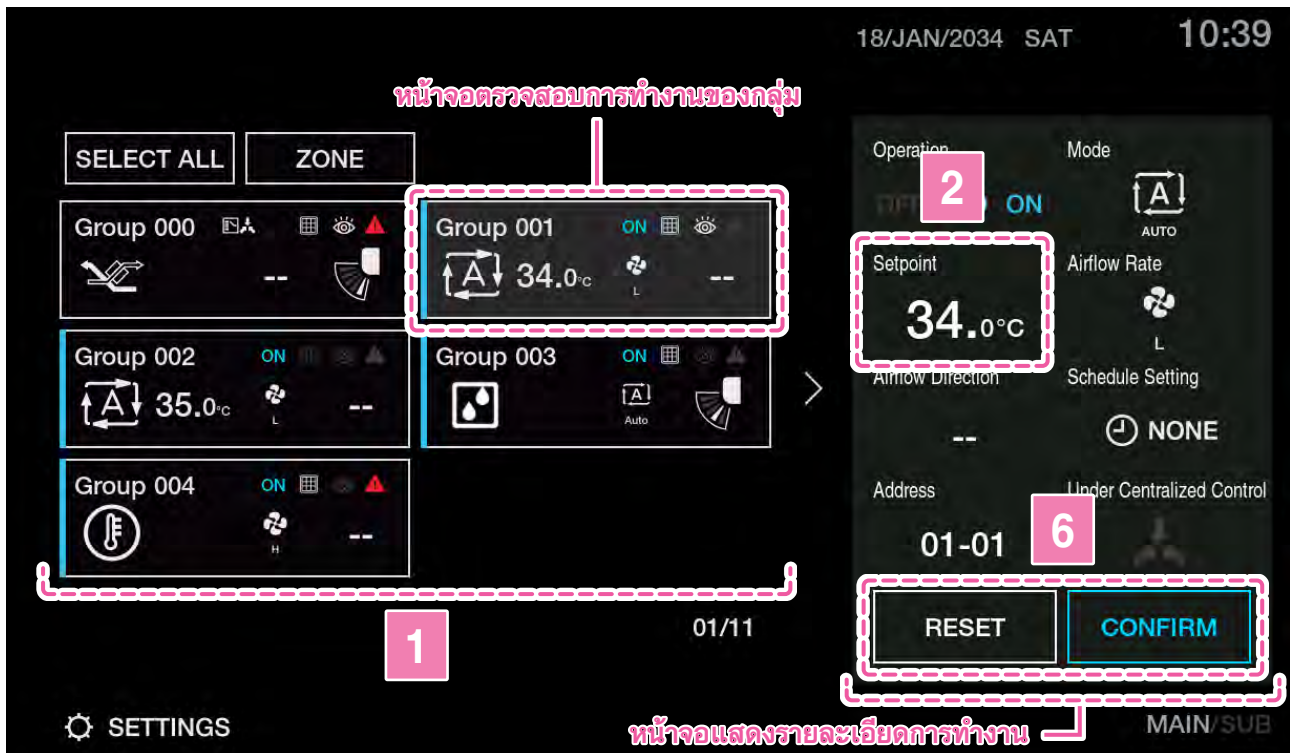 18/JAN/2034 SAT 10:39
หน้าจอตรวจสอบการทำงานของกลุ่ม
SELECT ALL ZONE
Group 000
--
Group 001 ON
A 34.0°C L --
Group 002 ON
A 35.0°C L --
Group 003 ON
A Auto
Group 004 ON
H --
01/11
1
Operation Mode
2 ON A
AUTO
Setpoint Airflow Rate
34.0°C
L
Airflow Direction Schedule Setting
-- NONE
Address Under Centralized Control
01-01 6
RESET CONFIRM
SETTINGS
หน้าจอแสดงรายละเอียดการทำงาน
MAIN/SUB